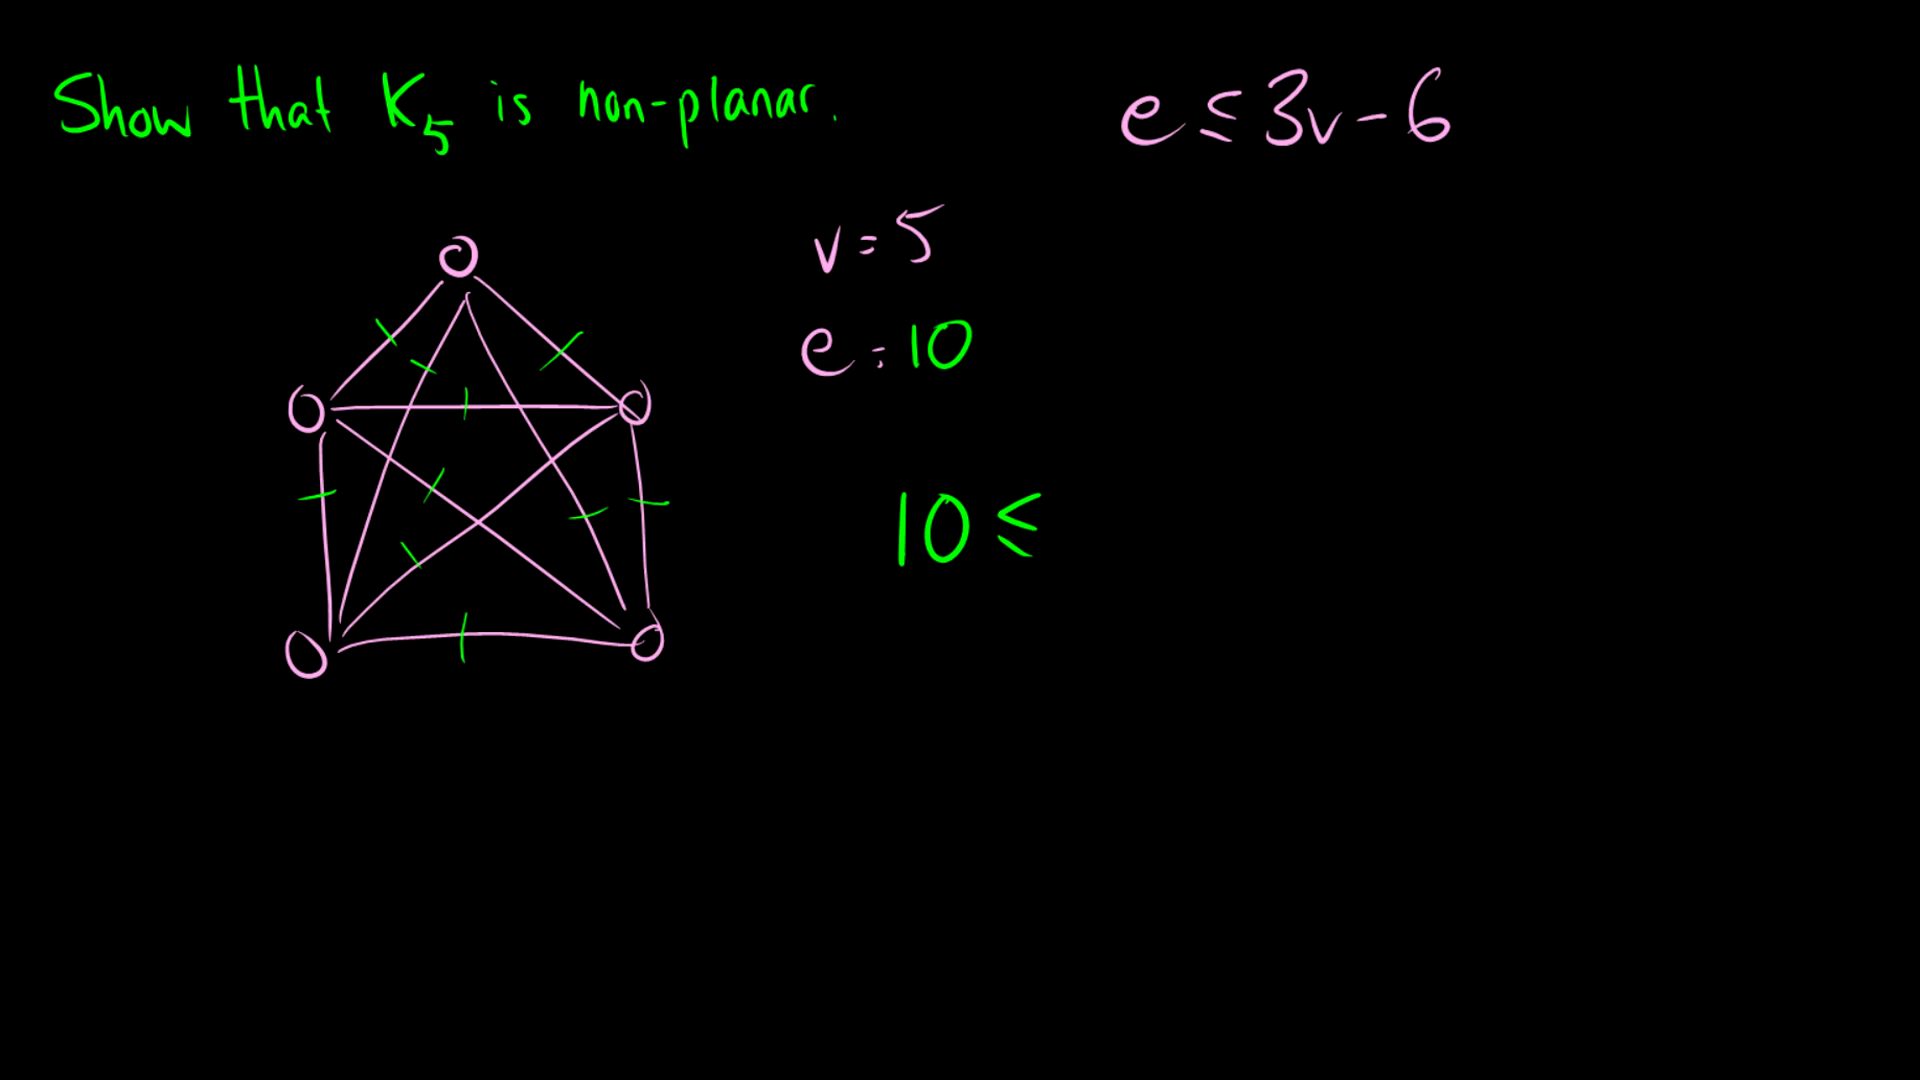 Show that K₅ is non-planar.
e ≤ 3v - 6
v = 5
e = 10
10 ≤